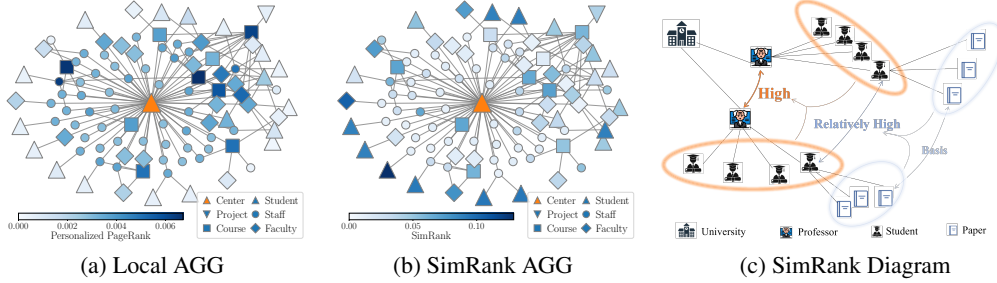 High
Relatively High
Basis
Center
Student
Project
Staff
Course
Faculty
0.000
0.002
0.004
0.006
Personalized PageRank
Center
Student
Project
Staff
Course
Faculty
0.00
0.05
0.10
SimRank
University
Professor
Student
Paper
(a) Local AGG
(b) SimRank AGG
(c) SimRank Diagram